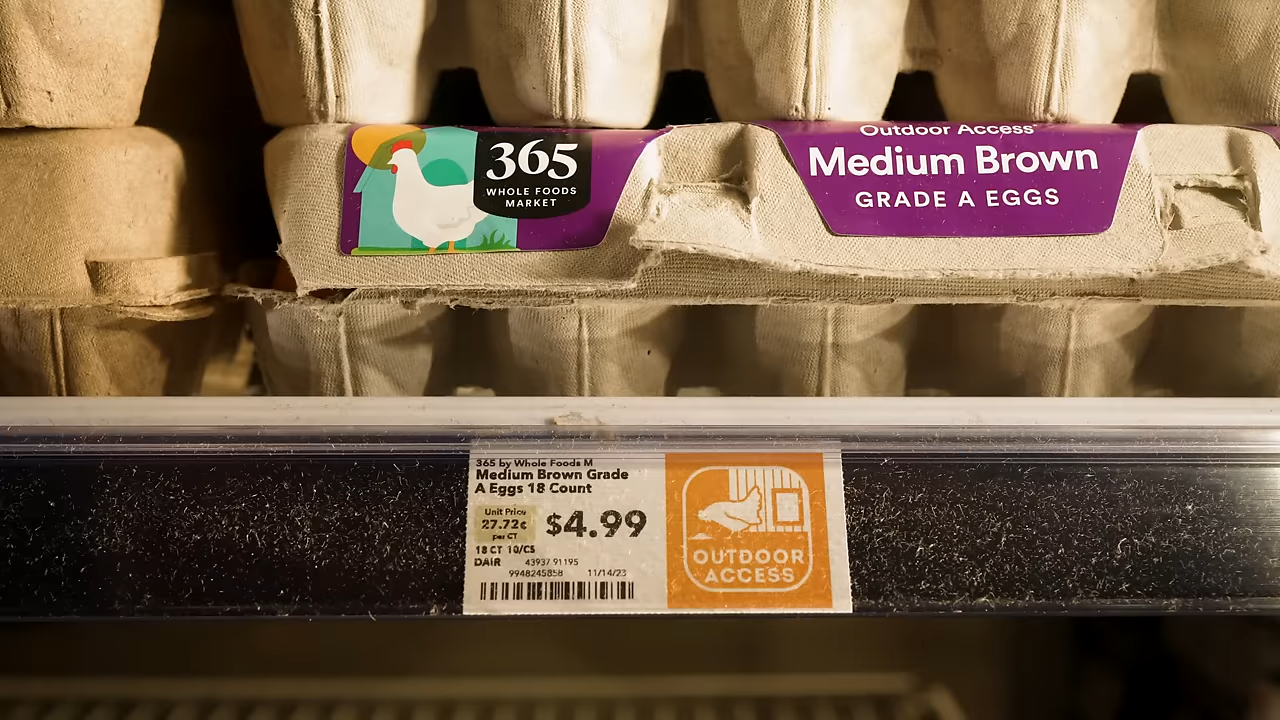 365
WHOLE FOODS
MARKET
Outdoor Access
Medium Brown
GRADE A EGGS
365 by Whole Foods M
Medium Brown Grade
A Eggs 18 Count
Unit Price
27.72¢
per CT
$4.99
18 CT 10/CS
DAIR 43937 91195
9948245858 11/14/23
OUTDOOR
ACCESS